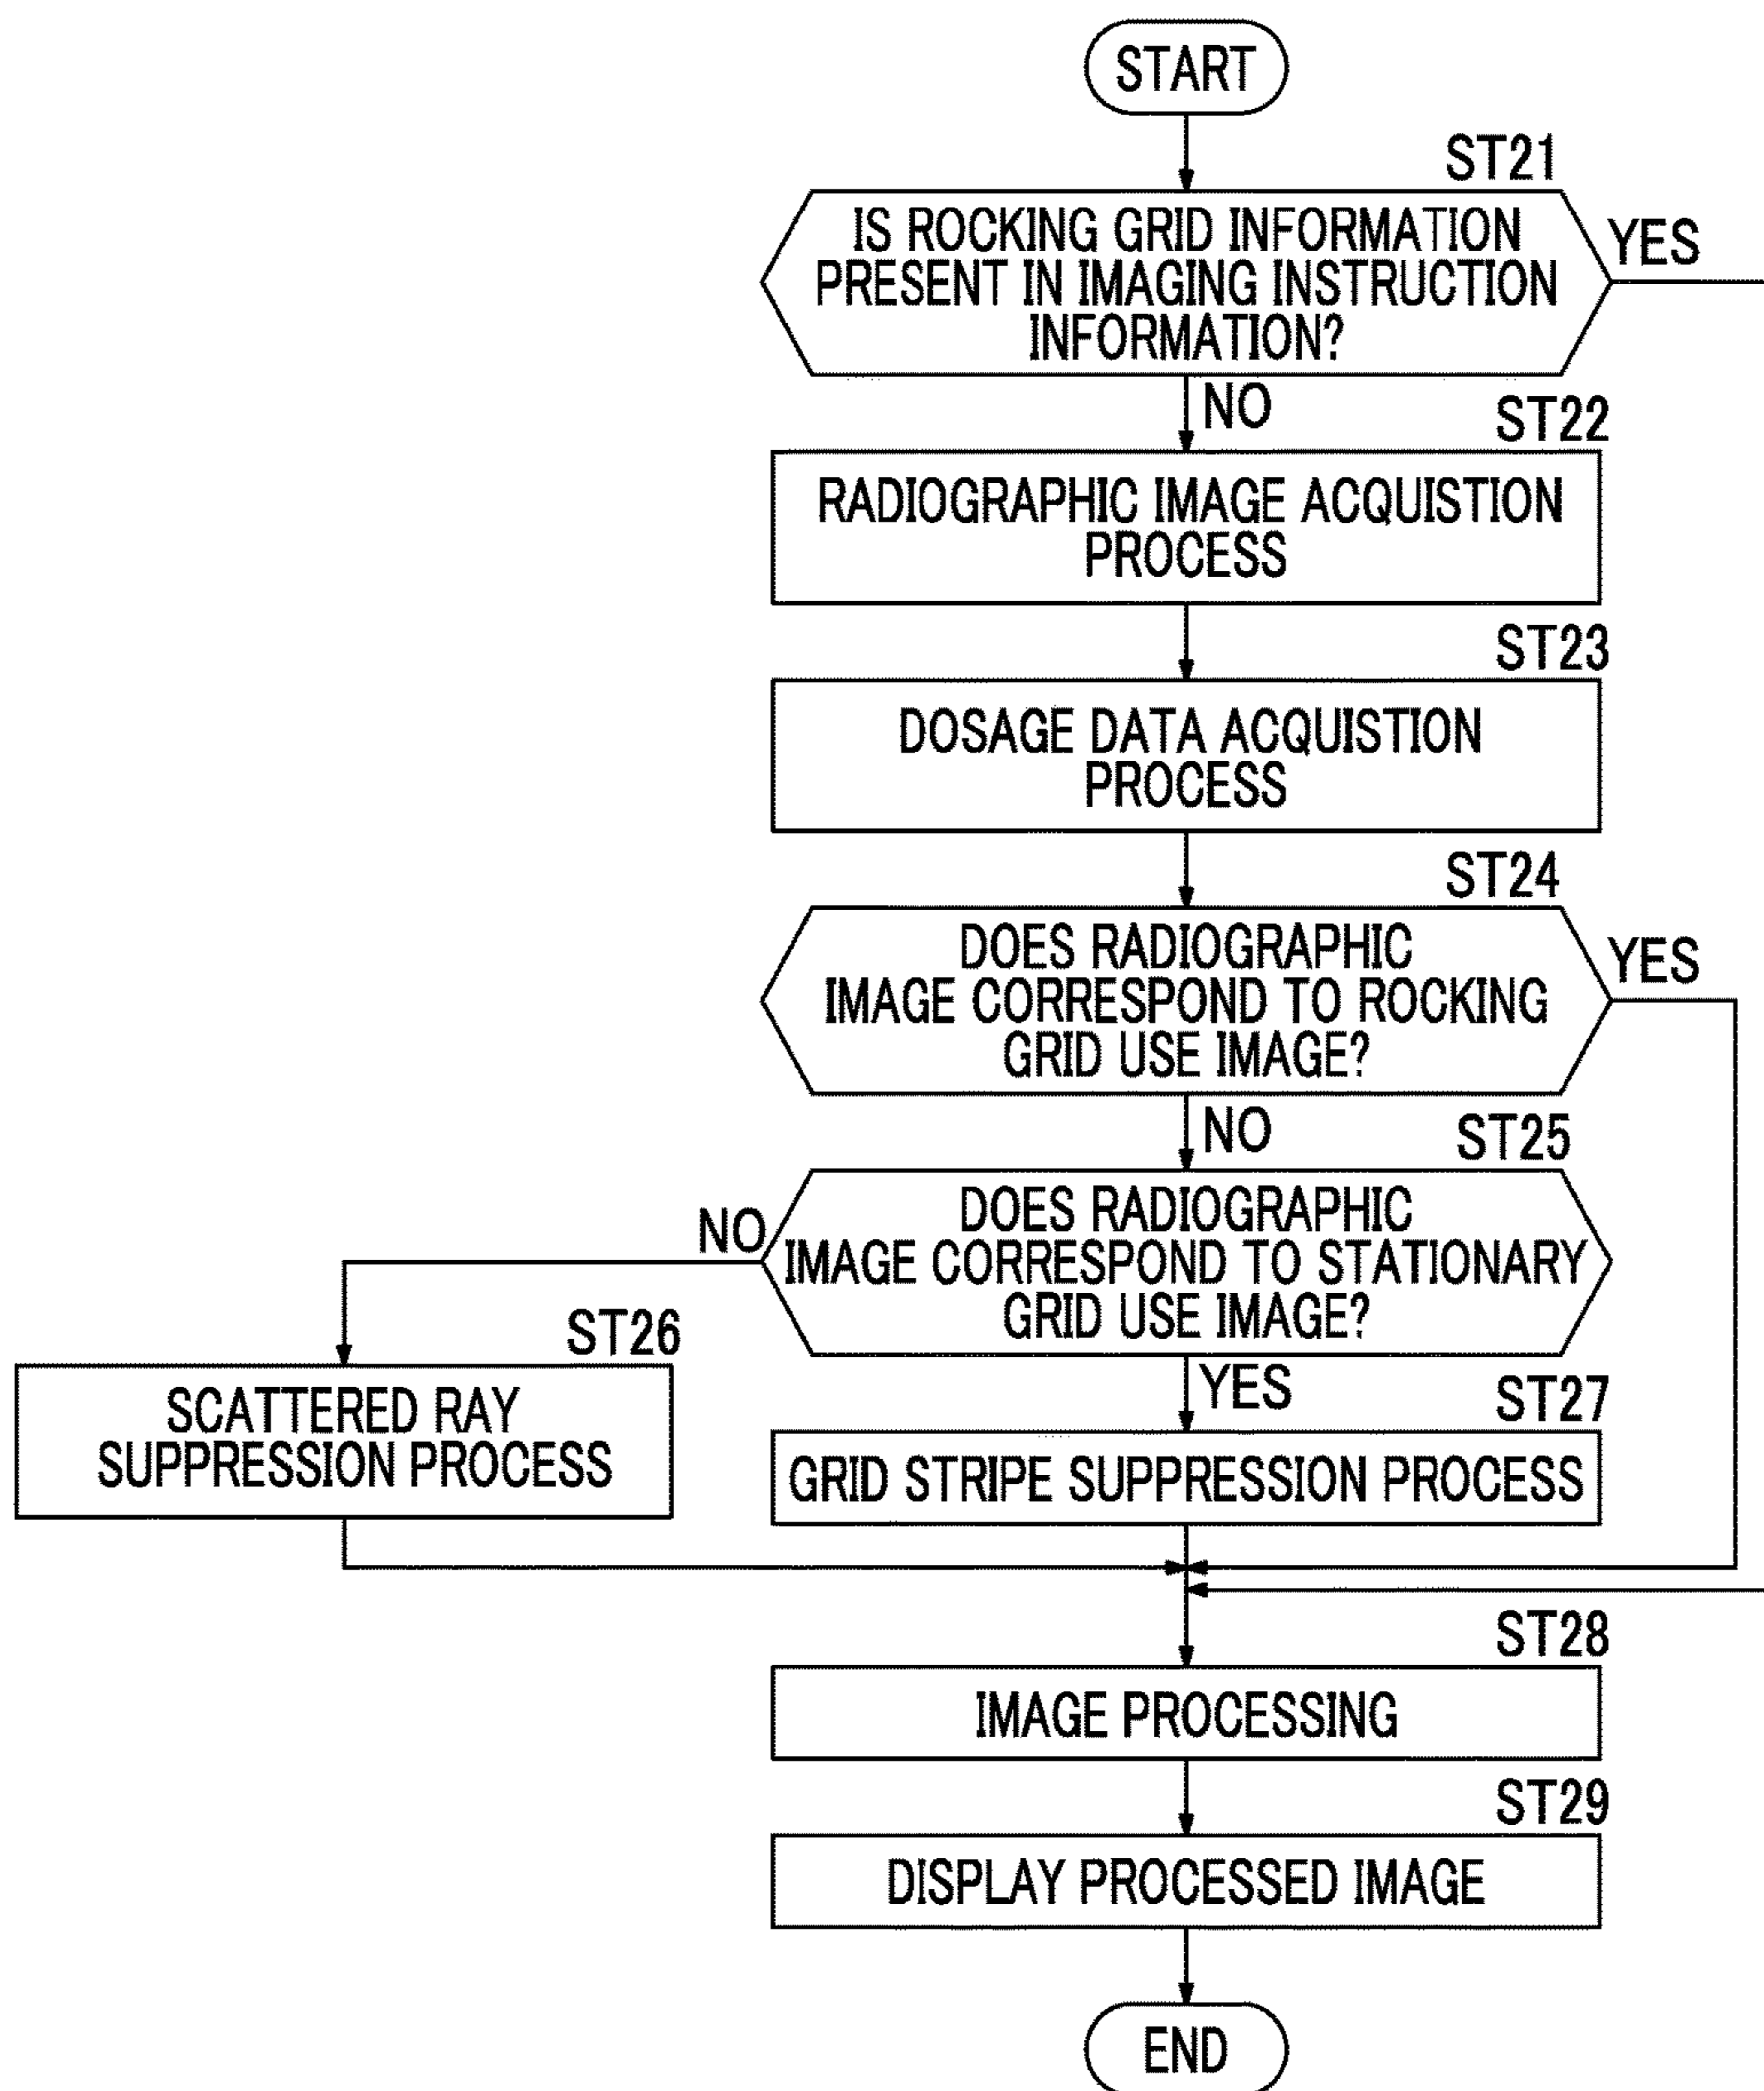 START
ST21
IS ROCKING GRID INFORMATION
PRESENT IN IMAGING INSTRUCTION
INFORMATION?
YES
NO
ST22
RADIOGRAPHIC IMAGE ACQUISTION
PROCESS
ST23
DOSAGE DATA ACQUISTION
PROCESS
ST24
DOES RADIOGRAPHIC
IMAGE CORRESPOND TO ROCKING
GRID USE IMAGE?
YES
NO
ST25
DOES RADIOGRAPHIC
IMAGE CORRESPOND TO STATIONARY
GRID USE IMAGE?
NO
YES
ST26
SCATTERED RAY
SUPPRESSION PROCESS
ST27
GRID STRIPE SUPPRESSION PROCESS
ST28
IMAGE PROCESSING
ST29
DISPLAY PROCESSED IMAGE
END